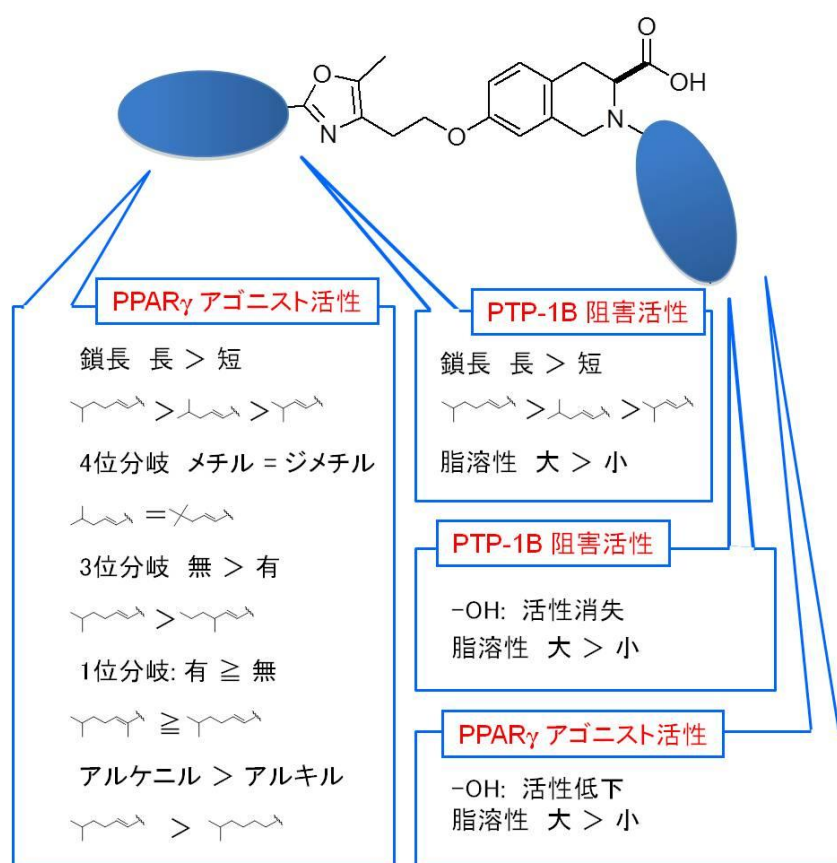 O
OH
O
N
O
N
PPARγ アゴニスト活性
鎖長 長 > 短
> >
4位分岐 メチル = ジメチル
=
3位分岐 無 > 有
>
1位分岐: 有 ≧ 無
≧
アルケニル > アルキル
>
PTP-1B 阻害活性
鎖長 長 > 短
> >
脂溶性 大 > 小
PTP-1B 阻害活性
−OH: 活性消失
脂溶性 大 > 小
PPARγ アゴニスト活性
−OH: 活性低下
脂溶性 大 > 小